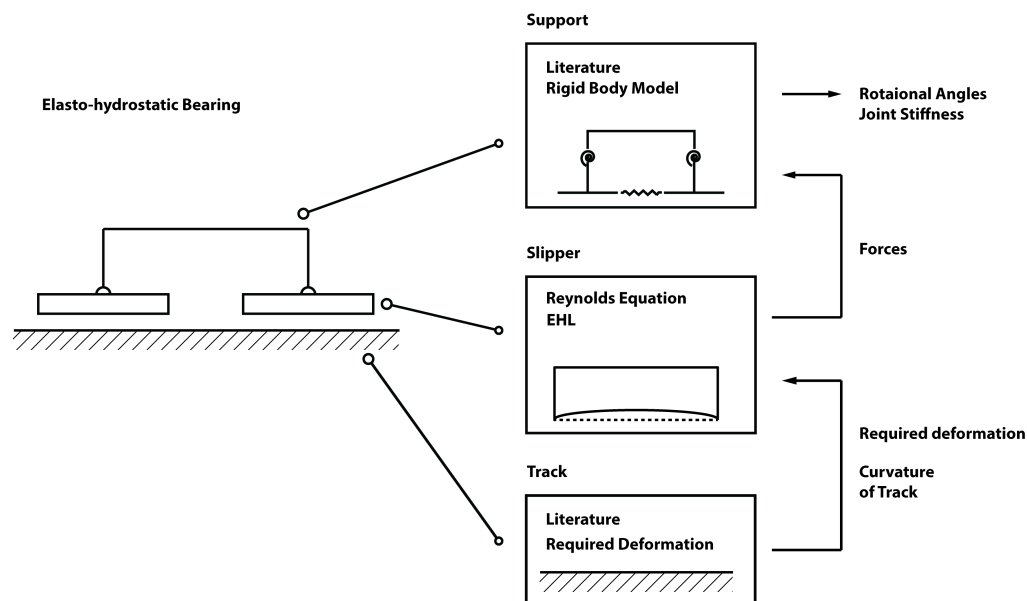 Support
Literature
Rigid Body Model
Elasto-hydrostatic Bearing
Rotaional Angles
Joint Stiffness
Slipper
Forces
Reynolds Equation
EHL
Required deformation
Track
Curvature
of Track
Literature
Required Deformation